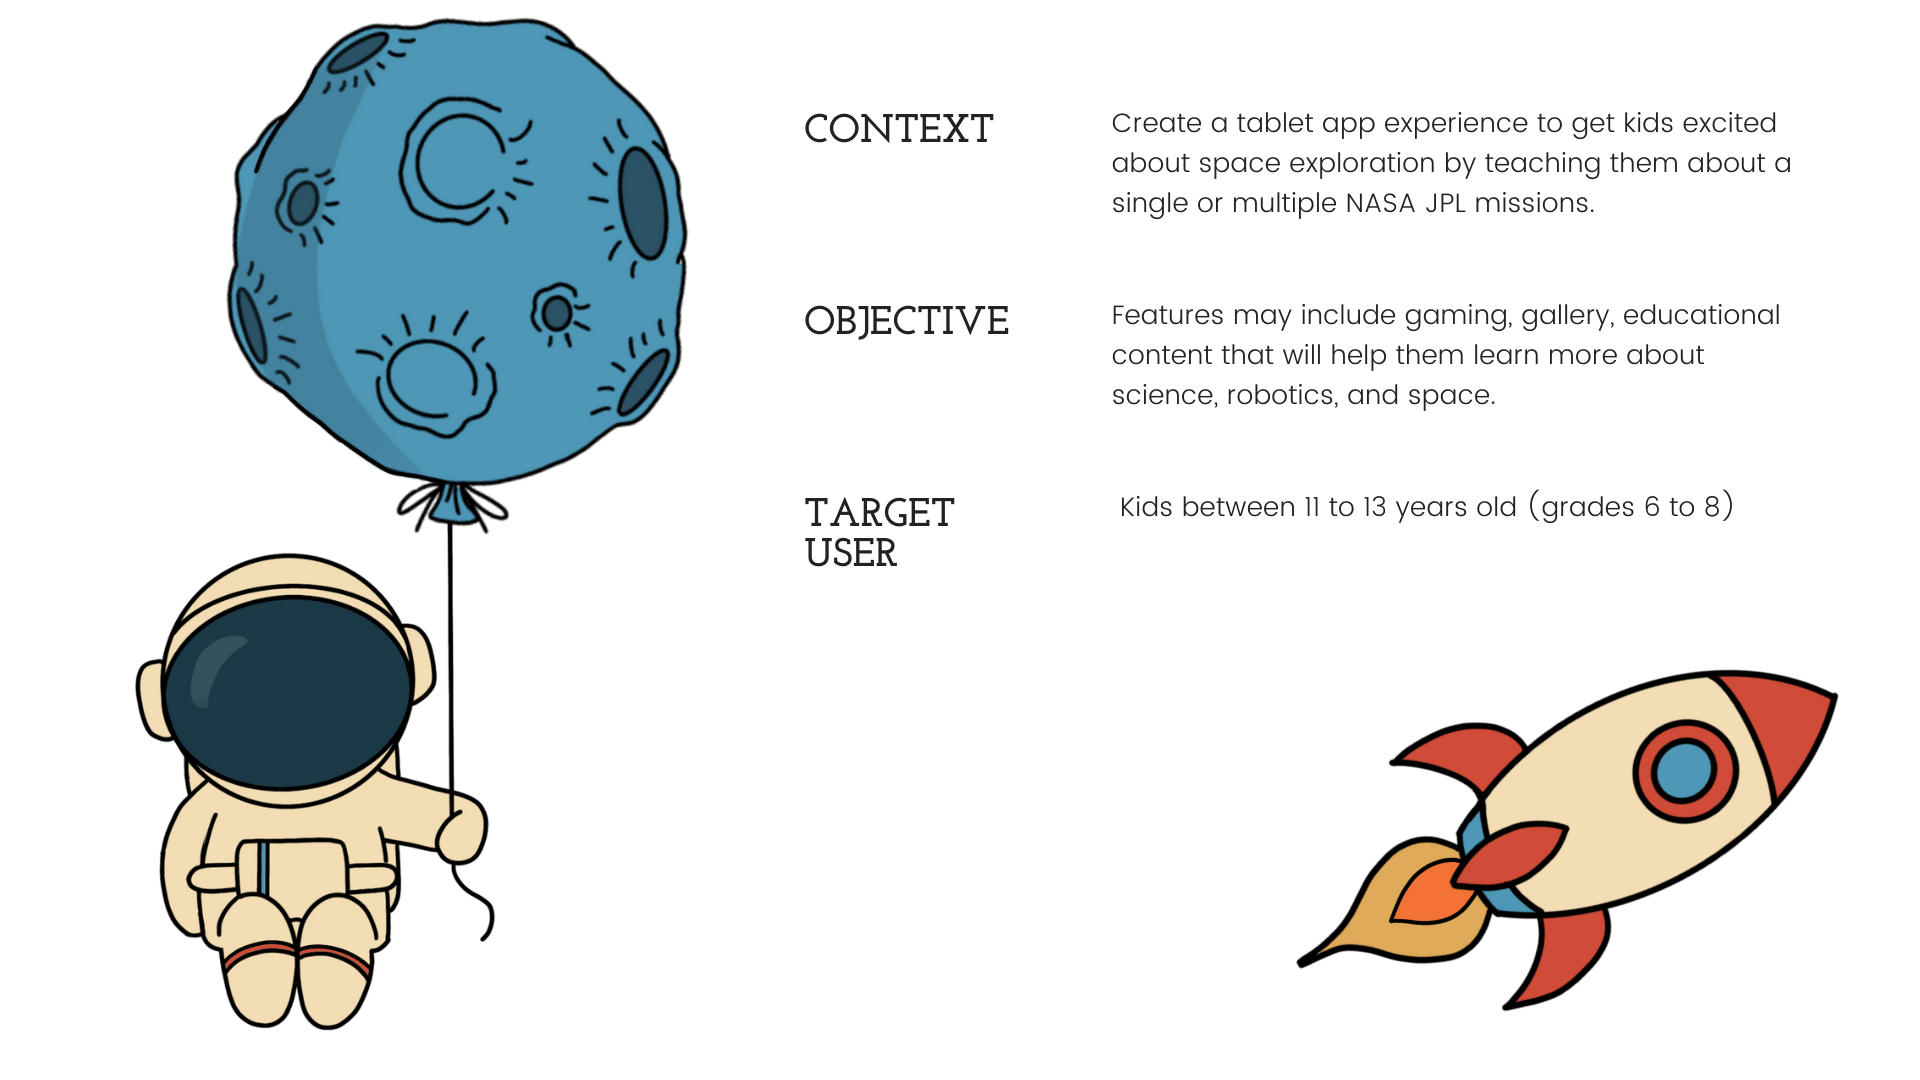 CONTEXT
Create a tablet app experience to get kids excited
about space exploration by teaching them about a
single or multiple NASA JPL missions.
OBJECTIVE
Features may include gaming, gallery, educational
content that will help them learn more about
science, robotics, and space.
TARGET
USER
Kids between 11 to 13 years old (grades 6 to 8)